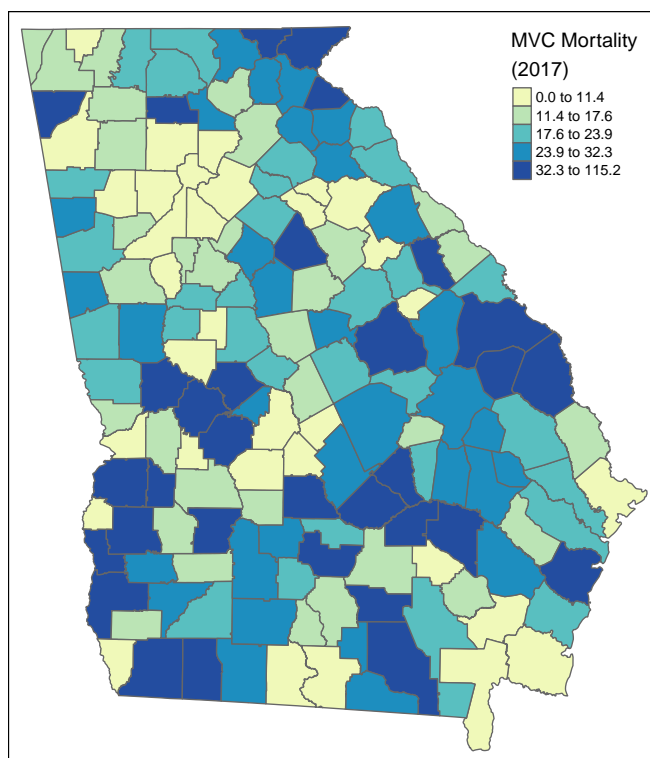 MVC Mortality
(2017)
0.0 to 11.4
11.4 to 17.6
17.6 to 23.9
23.9 to 32.3
32.3 to 115.2